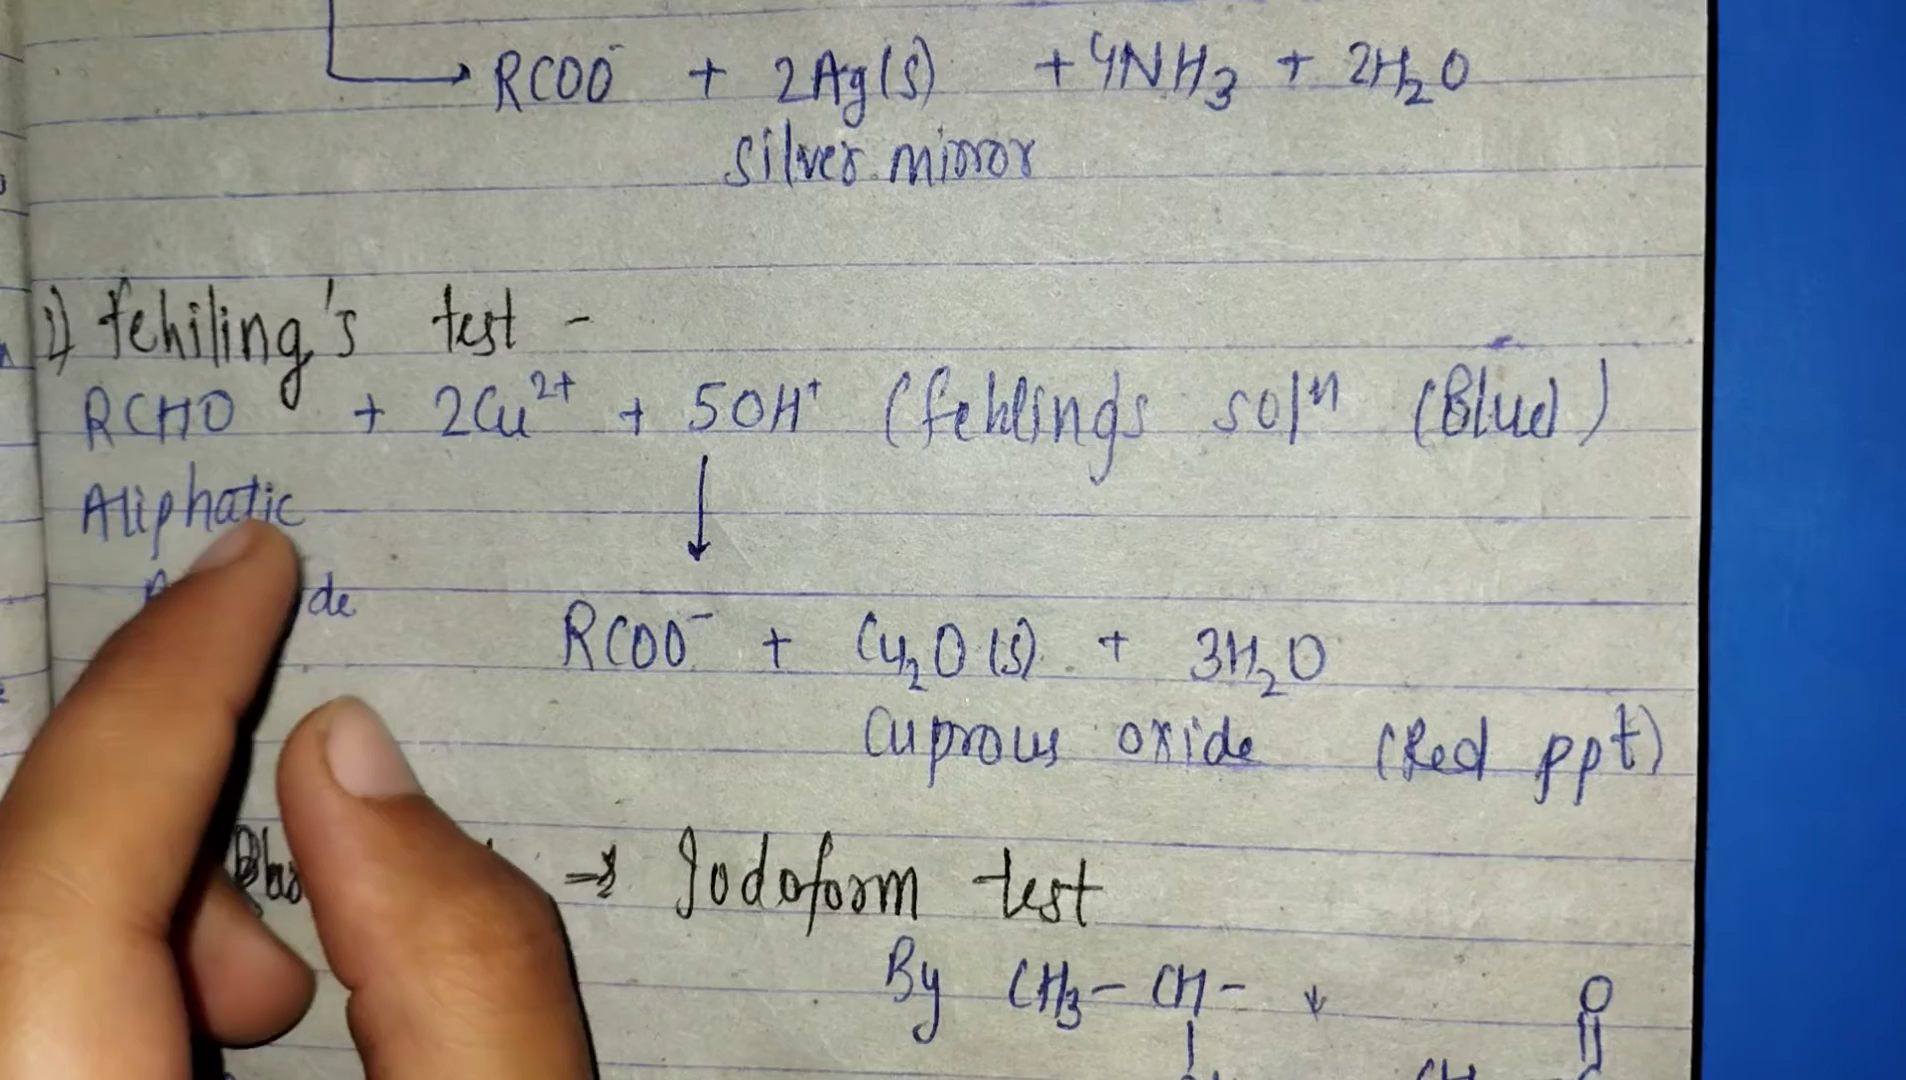 RCOO⁻ + 2Ag(s) + 4NH₃ + 2H₂O
silver mirror
fehiling's test -
RCHO + 2Cu²⁺ + 5OH⁺ (fehlings solⁿ (Blue)
Aliphatic
de
RCOO⁻ + Cu₂O(s) + 3H₂O
Cuprous oxide (Red ppt)
→ Iodoform test
By CH₃-CH-
O
CH